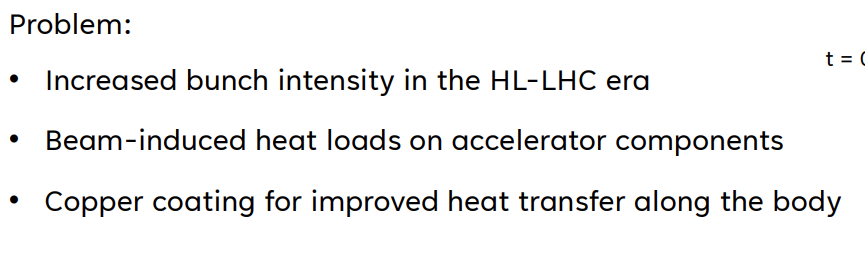 Problem:
t =
• Increased bunch intensity in the HL-LHC era
• Beam-induced heat loads on accelerator components
• Copper coating for improved heat transfer along the body